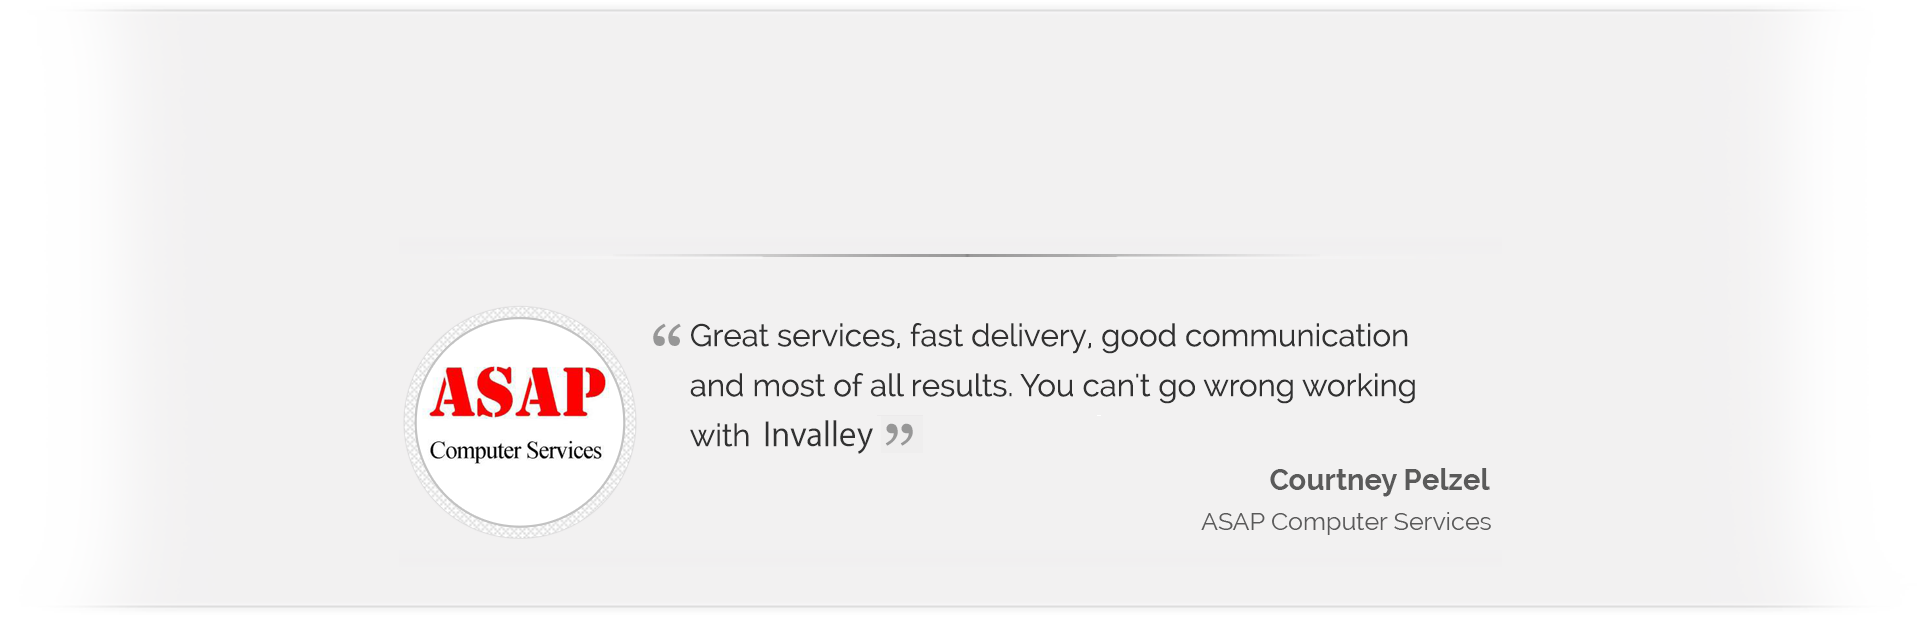 ASAP
Computer Services
“ Great services, fast delivery, good communication
and most of all results. You can't go wrong working
with Invalley ”
Courtney Pelzel
ASAP Computer Services